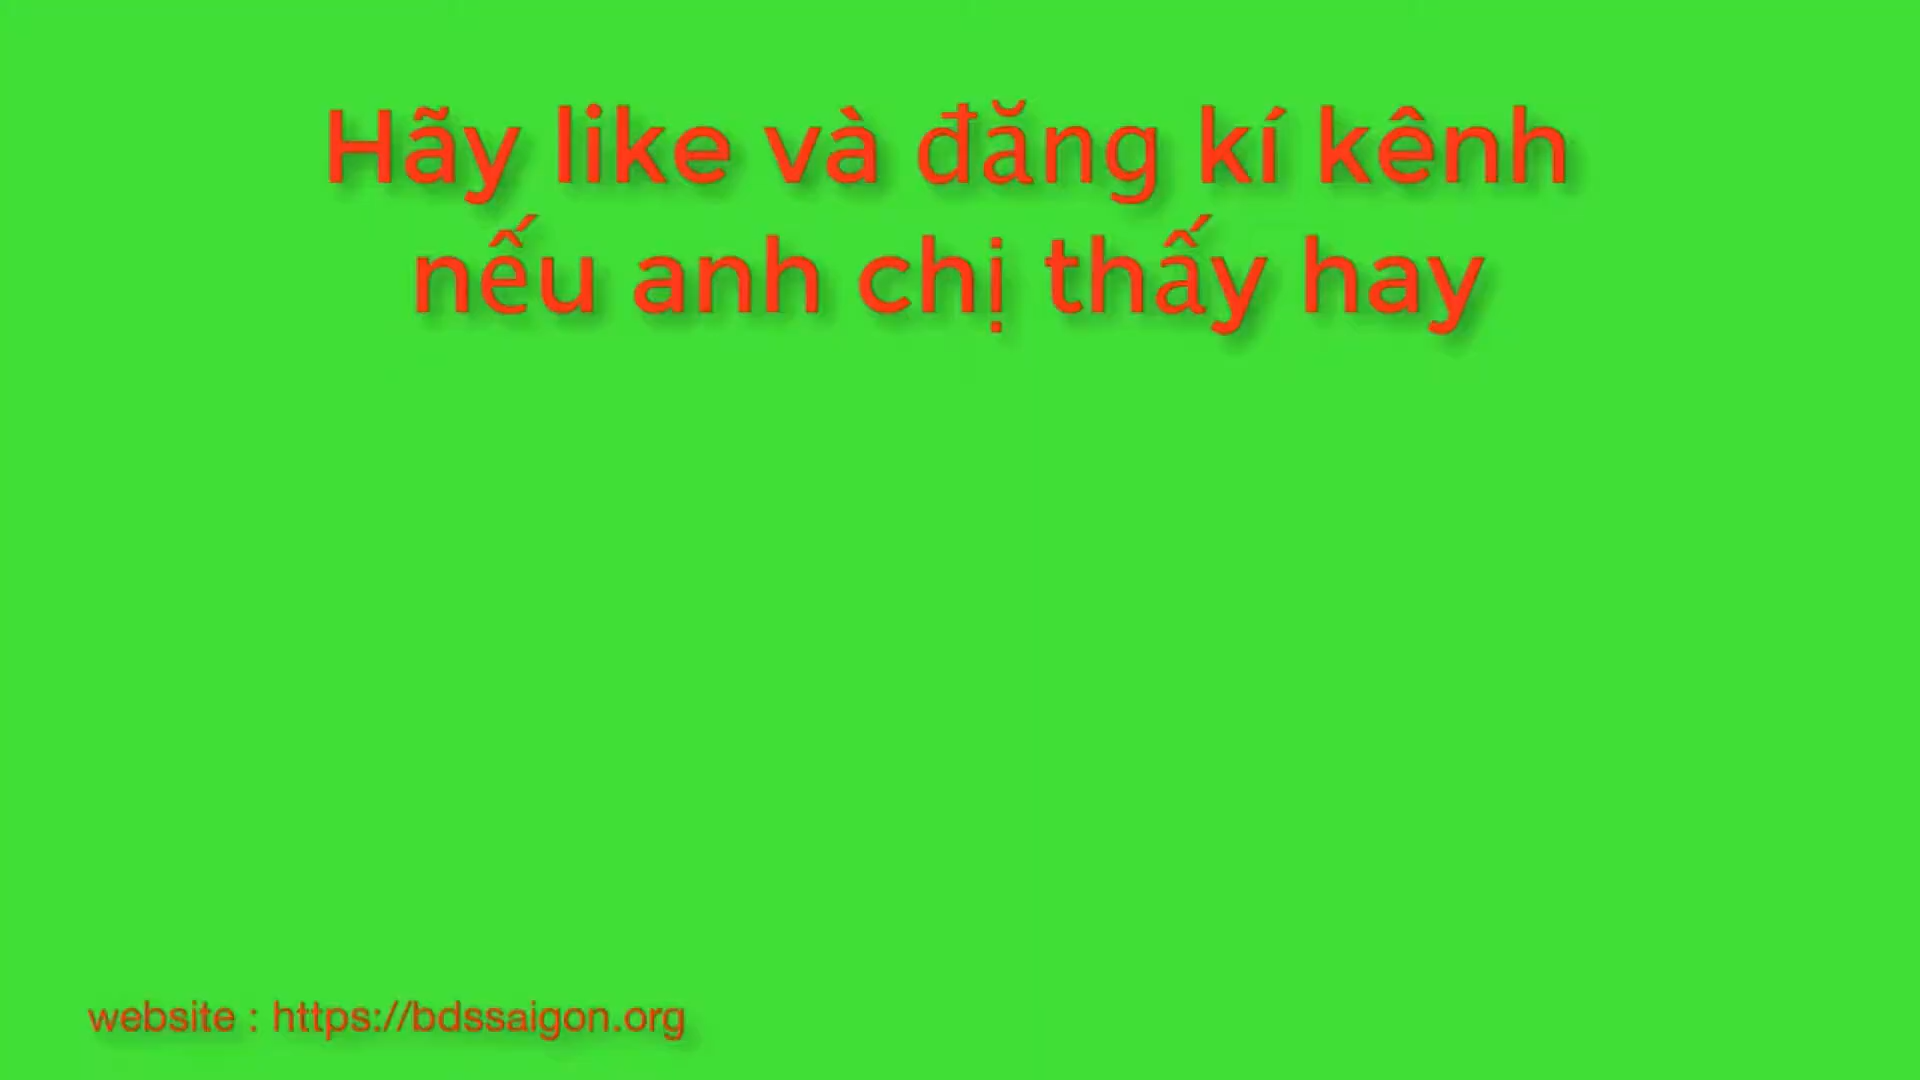 Hãy like và đăng kí kênh
nếu anh chị thấy hay
website : https://bdssaigon.org